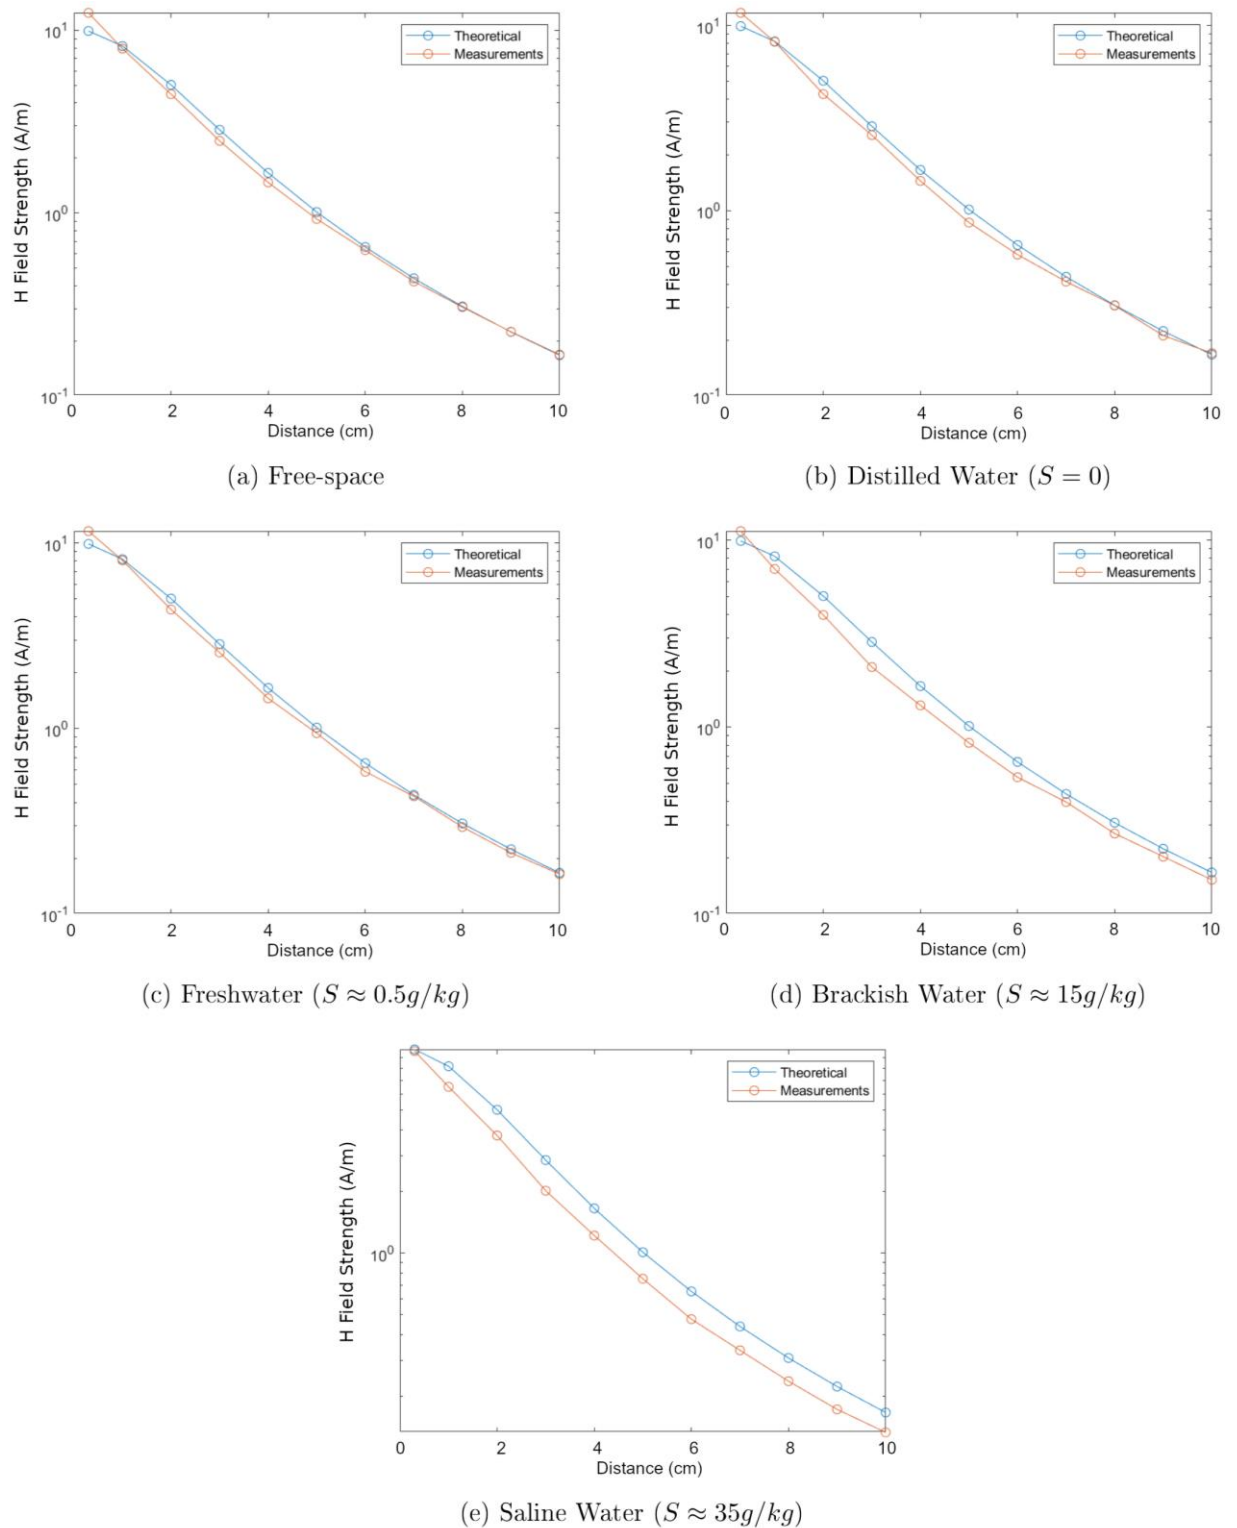 10^1
Theoretical
Measurements
H Field Strength (A/m)
10^0
10^-1
0 2 4 6 8 10
Distance (cm)
(a) Free-space
10^1
Theoretical
Measurements
H Field Strength (A/m)
10^0
10^-1
0 2 4 6 8 10
Distance (cm)
(b) Distilled Water (S = 0)
10^1
Theoretical
Measurements
H Field Strength (A/m)
10^0
10^-1
0 2 4 6 8 10
Distance (cm)
(c) Freshwater (S ≈ 0.5g/kg)
10^1
Theoretical
Measurements
H Field Strength (A/m)
10^0
10^-1
0 2 4 6 8 10
Distance (cm)
(d) Brackish Water (S ≈ 15g/kg)
Theoretical
Measurements
H Field Strength (A/m)
10^0
0 2 4 6 8 10
Distance (cm)
(e) Saline Water (S ≈ 35g/kg)